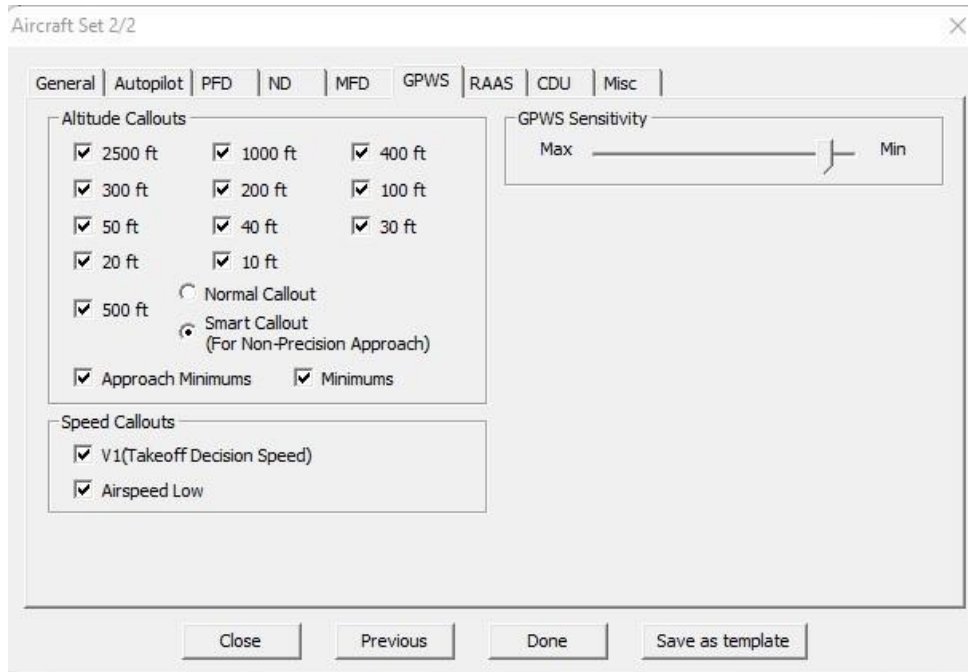 Aircraft Set 2/2
General Autopilot PFD ND MFD GPWS RAAS CDU Misc
Altitude Callouts
2500 ft 1000 ft 400 ft
300 ft 200 ft 100 ft
50 ft 40 ft 30 ft
20 ft 10 ft
500 ft
Normal Callout
Smart Callout
(For Non-Precision Approach)
Approach Minimums Minimums
Speed Callouts
V1(Takeoff Decision Speed)
Airspeed Low
GPWS Sensitivity
Max Min
Close Previous Done Save as template